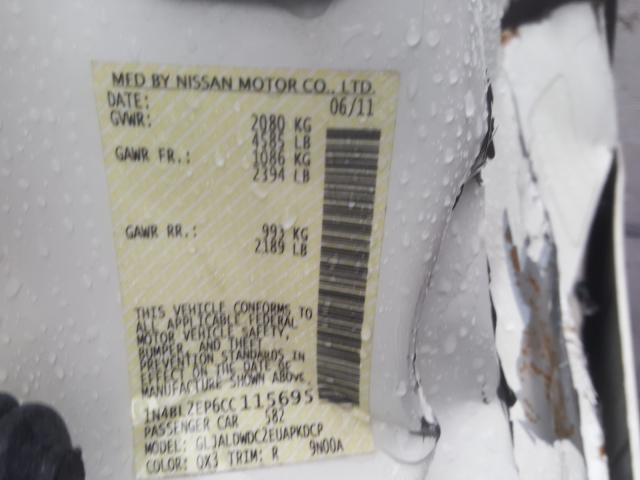 MFD BY NISSAN MOTOR CO., LTD.
DATE: 06/11
GVWR: 2080 KG
4585 LB
GAWR FR.: 1086 KG
2394 LB
GAWR RR.: 993 KG
2189 LB
THIS VEHICLE CONFORMS TO
ALL APPLICABLE FEDERAL
MOTOR VEHICLE SAFETY,
BUMPER, AND THEFT
PREVENTION STANDARDS IN
EFFECT ON THE DATE OF
MANUFACTURE SHOWN ABOVE.
1N4BLZEP6CC115695
PASSENGER CAR 582
MODEL: GLJALDWDCZEUAPKDCP
COLOR: QX3 TRIM: R 9N00A